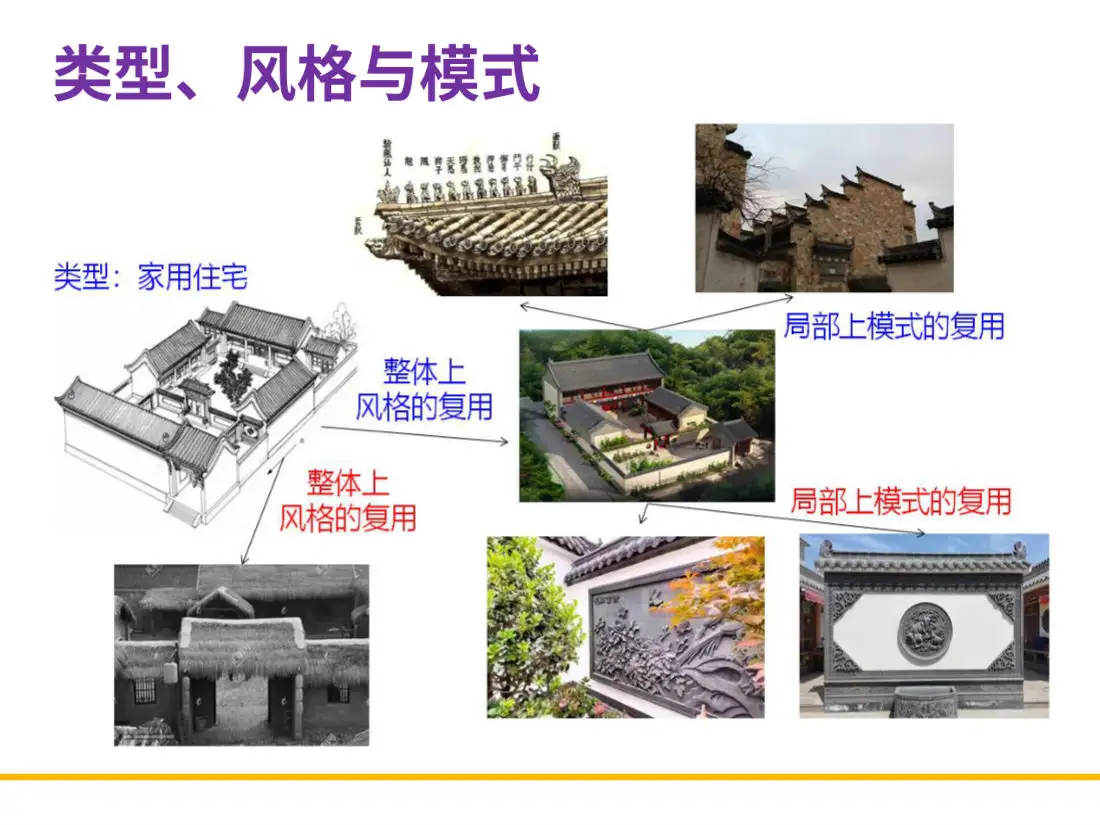 类型、风格与模式
类型：家用住宅
整体上
风格的复用
局部上模式的复用
整体上
风格的复用
局部上模式的复用